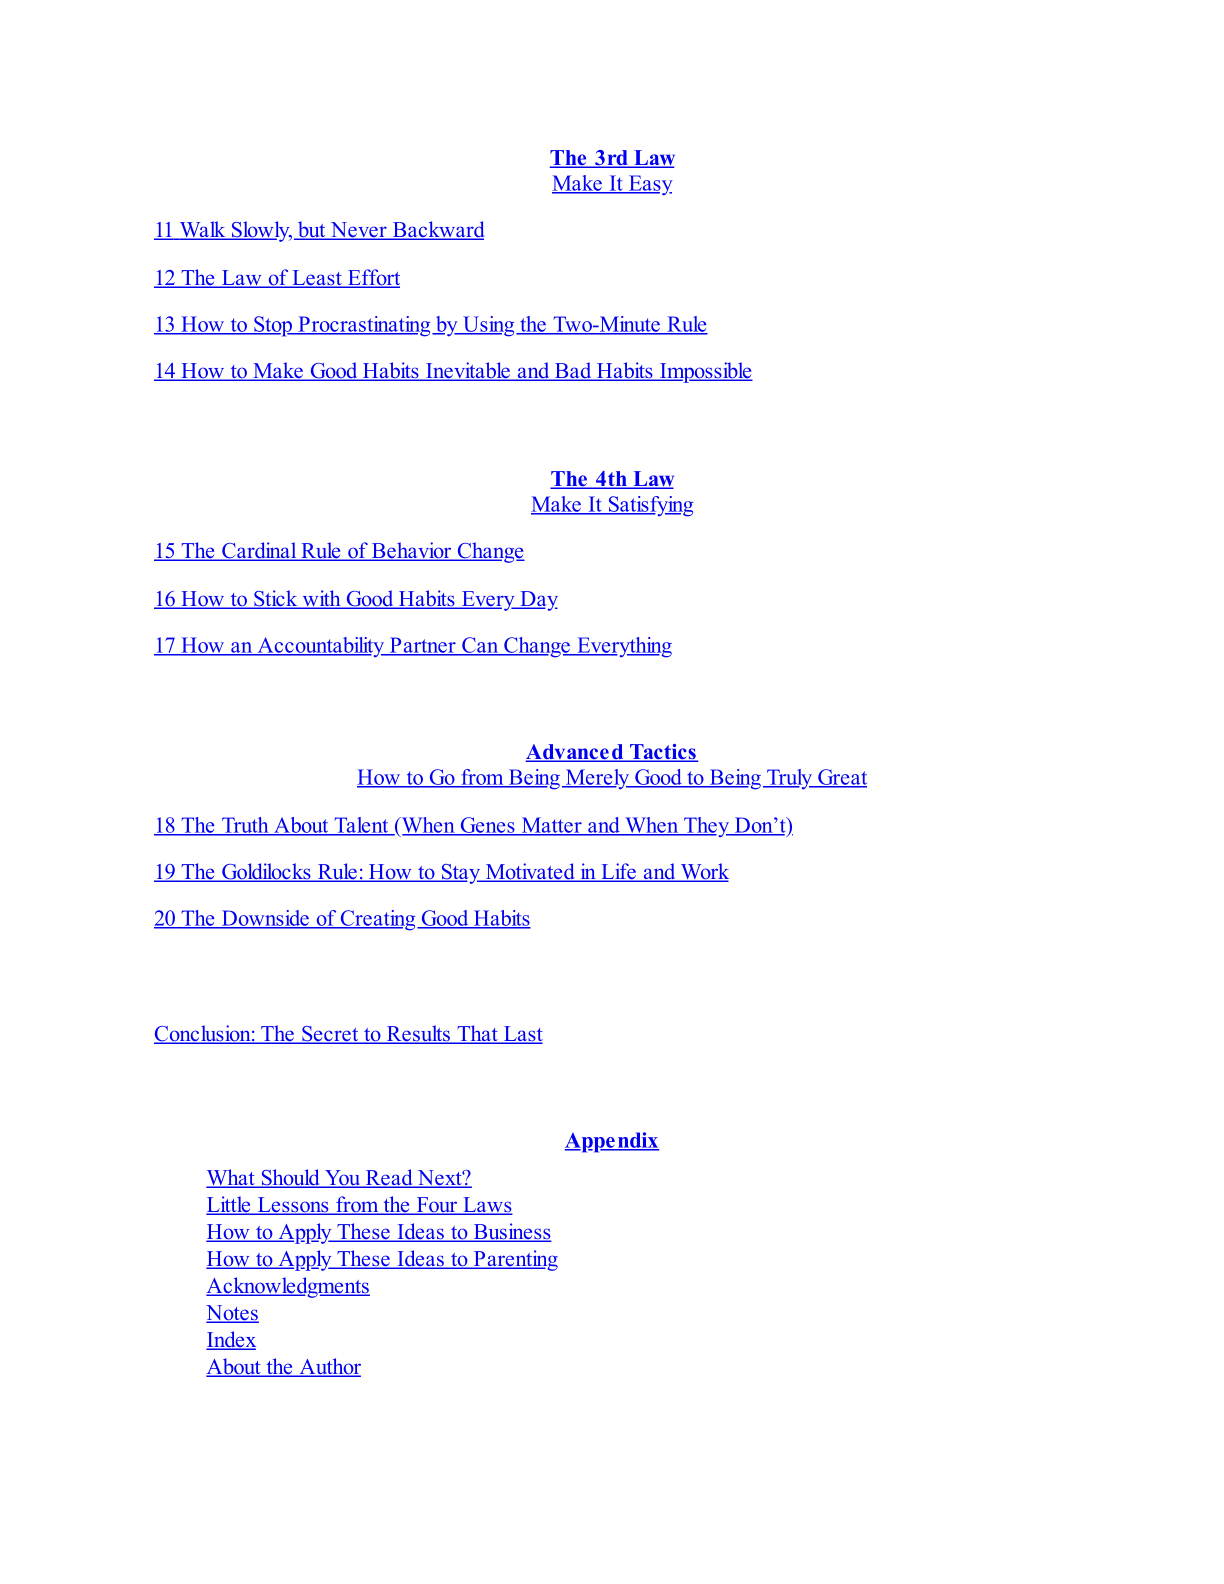 The 3rd Law
Make It Easy
11 Walk Slowly, but Never Backward
12 The Law of Least Effort
13 How to Stop Procrastinating by Using the Two-Minute Rule
14 How to Make Good Habits Inevitable and Bad Habits Impossible
The 4th Law
Make It Satisfying
15 The Cardinal Rule of Behavior Change
16 How to Stick with Good Habits Every Day
17 How an Accountability Partner Can Change Everything
Advanced Tactics
How to Go from Being Merely Good to Being Truly Great
18 The Truth About Talent (When Genes Matter and When They Don’t)
19 The Goldilocks Rule: How to Stay Motivated in Life and Work
20 The Downside of Creating Good Habits
Conclusion: The Secret to Results That Last
Appendix
What Should You Read Next?
Little Lessons from the Four Laws
How to Apply These Ideas to Business
How to Apply These Ideas to Parenting
Acknowledgments
Notes
Index
About the Author